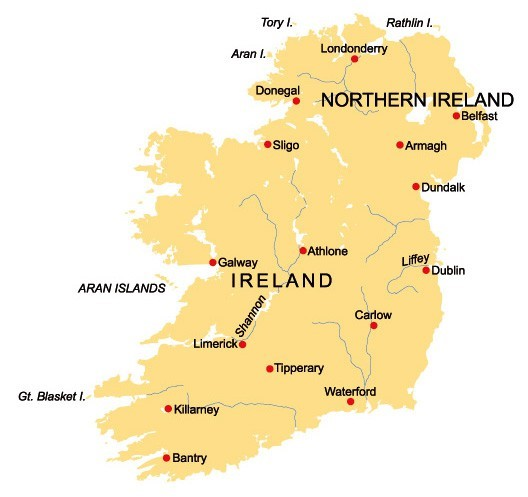 Tory I.
Rathlin I.
Londonderry
Aran I.
Donegal
NORTHERN IRELAND
Belfast
Sligo
Armagh
Dundalk
Athlone
Galway
Liffey
Dublin
IRELAND
ARAN ISLANDS
Shannon
Carlow
Limerick
Tipperary
Waterford
Gt. Blasket I.
Killarney
Bantry